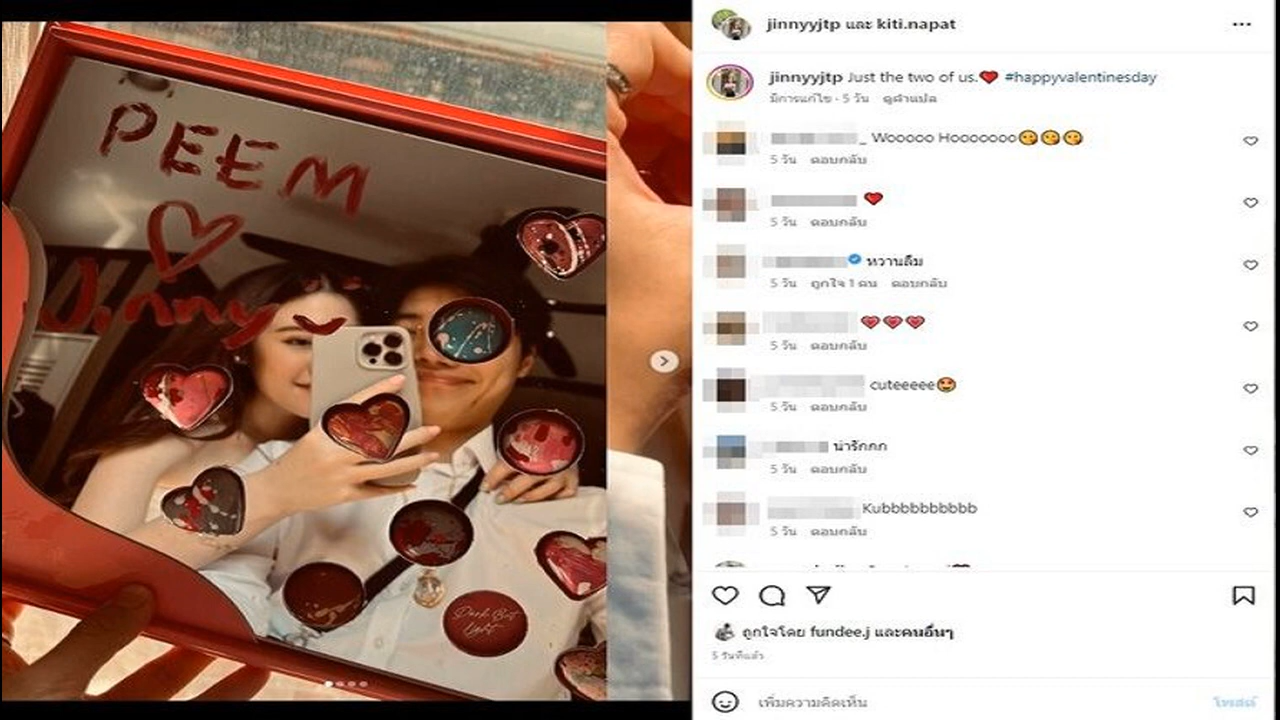 PEEM
Jinny
Dark But
Light
jinnyyjtp และ kiti.napat
jinnyyjtp Just the two of us.❤️ #happyvalentinesday
มีการแก้ไข · 5 วัน ดูคำแปล
_ Wooooo Hooooooo😋😋😋
5 วัน ตอบกลับ
❤️
5 วัน ตอบกลับ
หวานลืม
5 วัน ถูกใจ 1 คน ตอบกลับ
💗💗💗
5 วัน ตอบกลับ
cuteeeee😍
5 วัน ตอบกลับ
น่ารักกก
5 วัน ตอบกลับ
Kubbbbbbbbbb
5 วัน ตอบกลับ
ถูกใจโดย fundee.j และคนอื่นๆ
5 วันที่แล้ว
เพิ่มความคิดเห็น
โพสต์